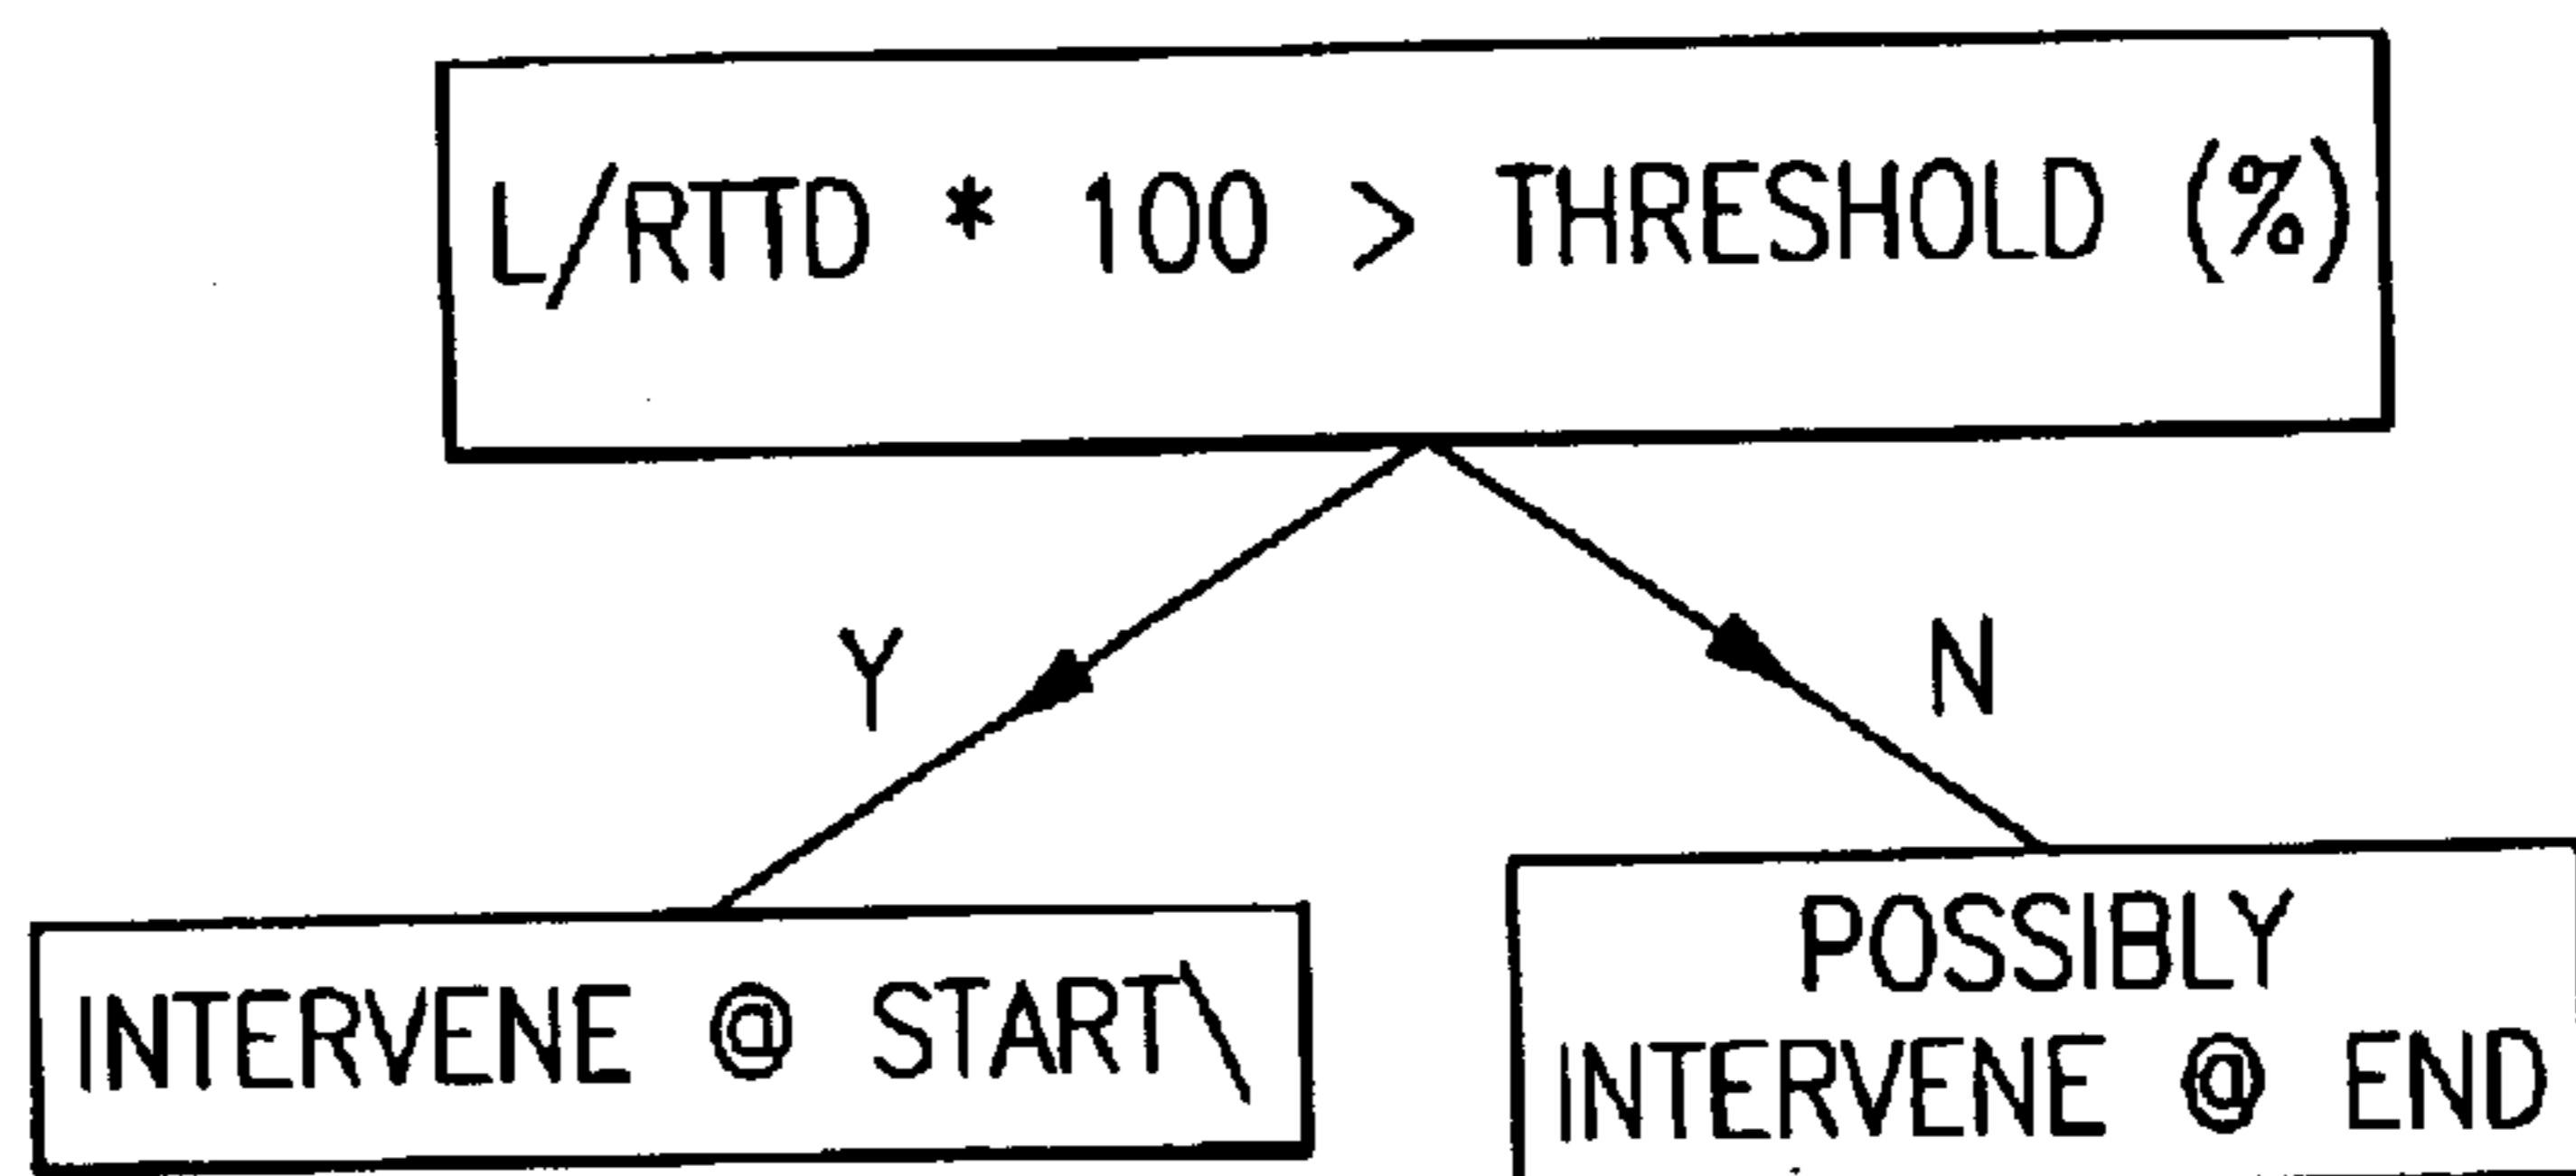 L/RTTD * 100 > THRESHOLD (%)
Y
N
INTERVENE @ START\
POSSIBLY
INTERVENE @ END